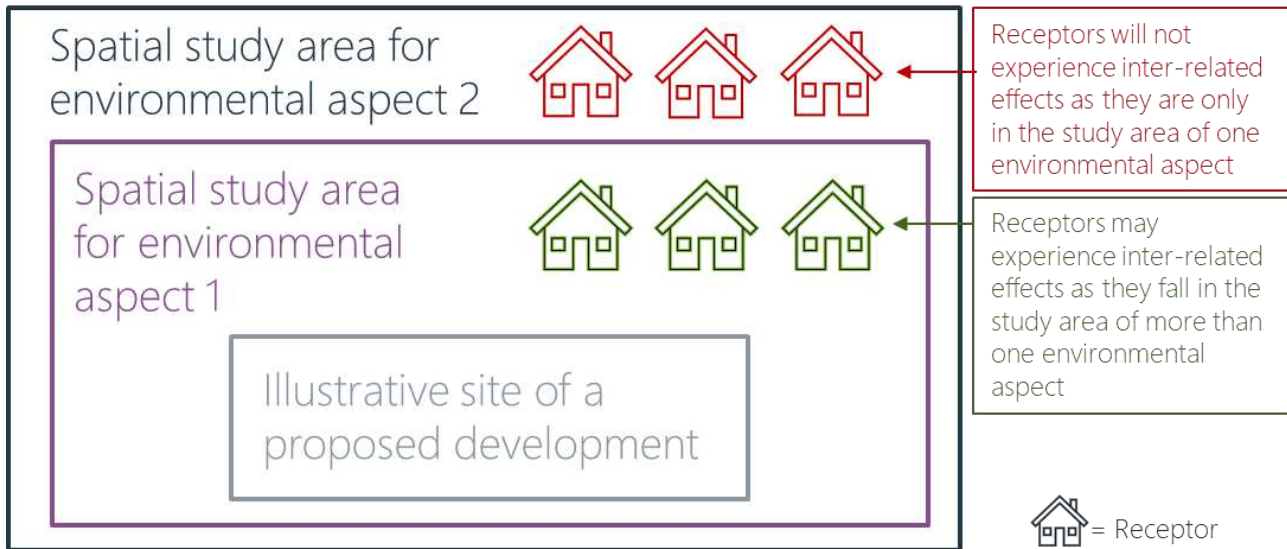 Spatial study area for
environmental aspect 2
Spatial study area
for environmental
aspect 1
Illustrative site of a
proposed development
Receptors will not
experience inter-related
effects as they are only
in the study area of one
environmental aspect
Receptors may
experience inter-related
effects as they fall in the
study area of more than
one environmental
aspect
= Receptor